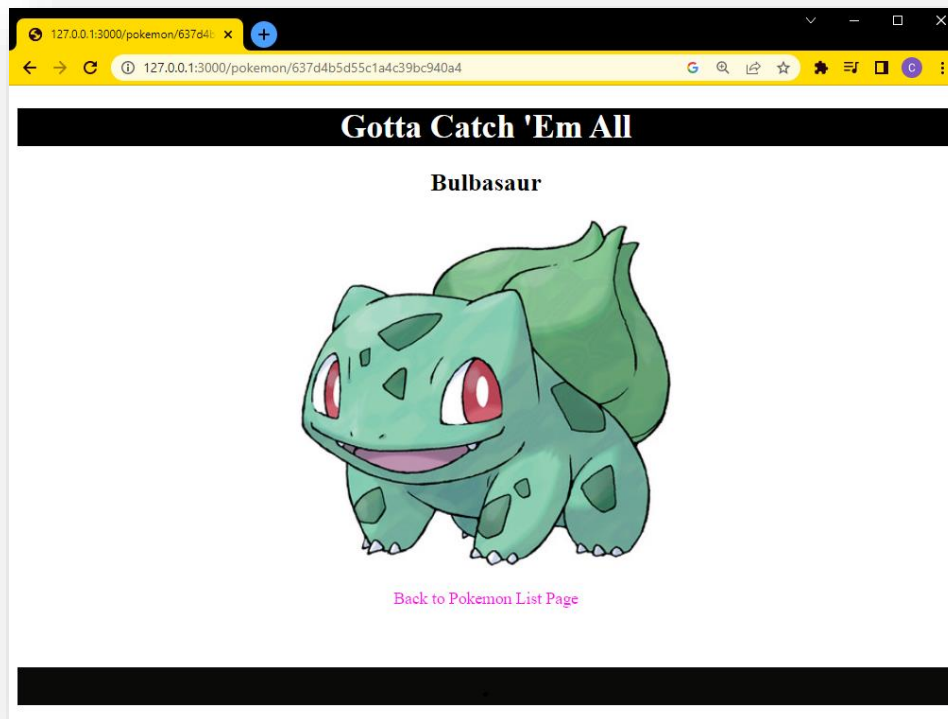 127.0.0.1:3000/pokemon/637d4b
127.0.0.1:3000/pokemon/637d4b5d55c1a4c39bc940a4
C
Gotta Catch 'Em All
Bulbasaur
Back to Pokemon List Page